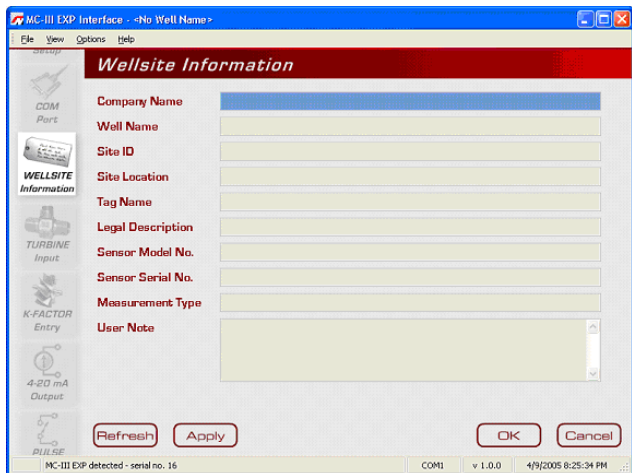 MC-III EXP Interface - <No Well Name>
File View Options Help
Setup
COM
Port
WELLSITE
Information
TURBINE
Input
K-FACTOR
Entry
4-20 mA
Output
PULSE
Wellsite Information
Company Name
Well Name
Site ID
Site Location
Tag Name
Legal Description
Sensor Model No.
Sensor Serial No.
Measurement Type
User Note
Refresh Apply OK Cancel
MC-III EXP detected - serial no. 16 COM1 v 1.0.0 4/9/2005 8:25:34 PM